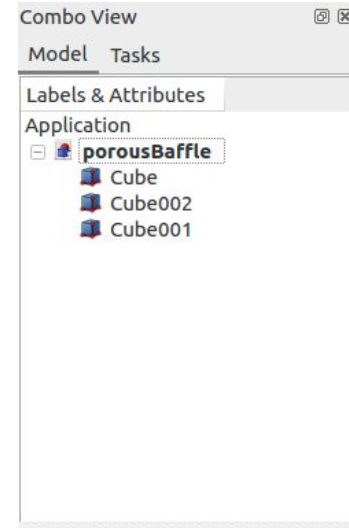 Combo View
Model Tasks
Labels & Attributes
Application
porousBaffle
Cube
Cube002
Cube001